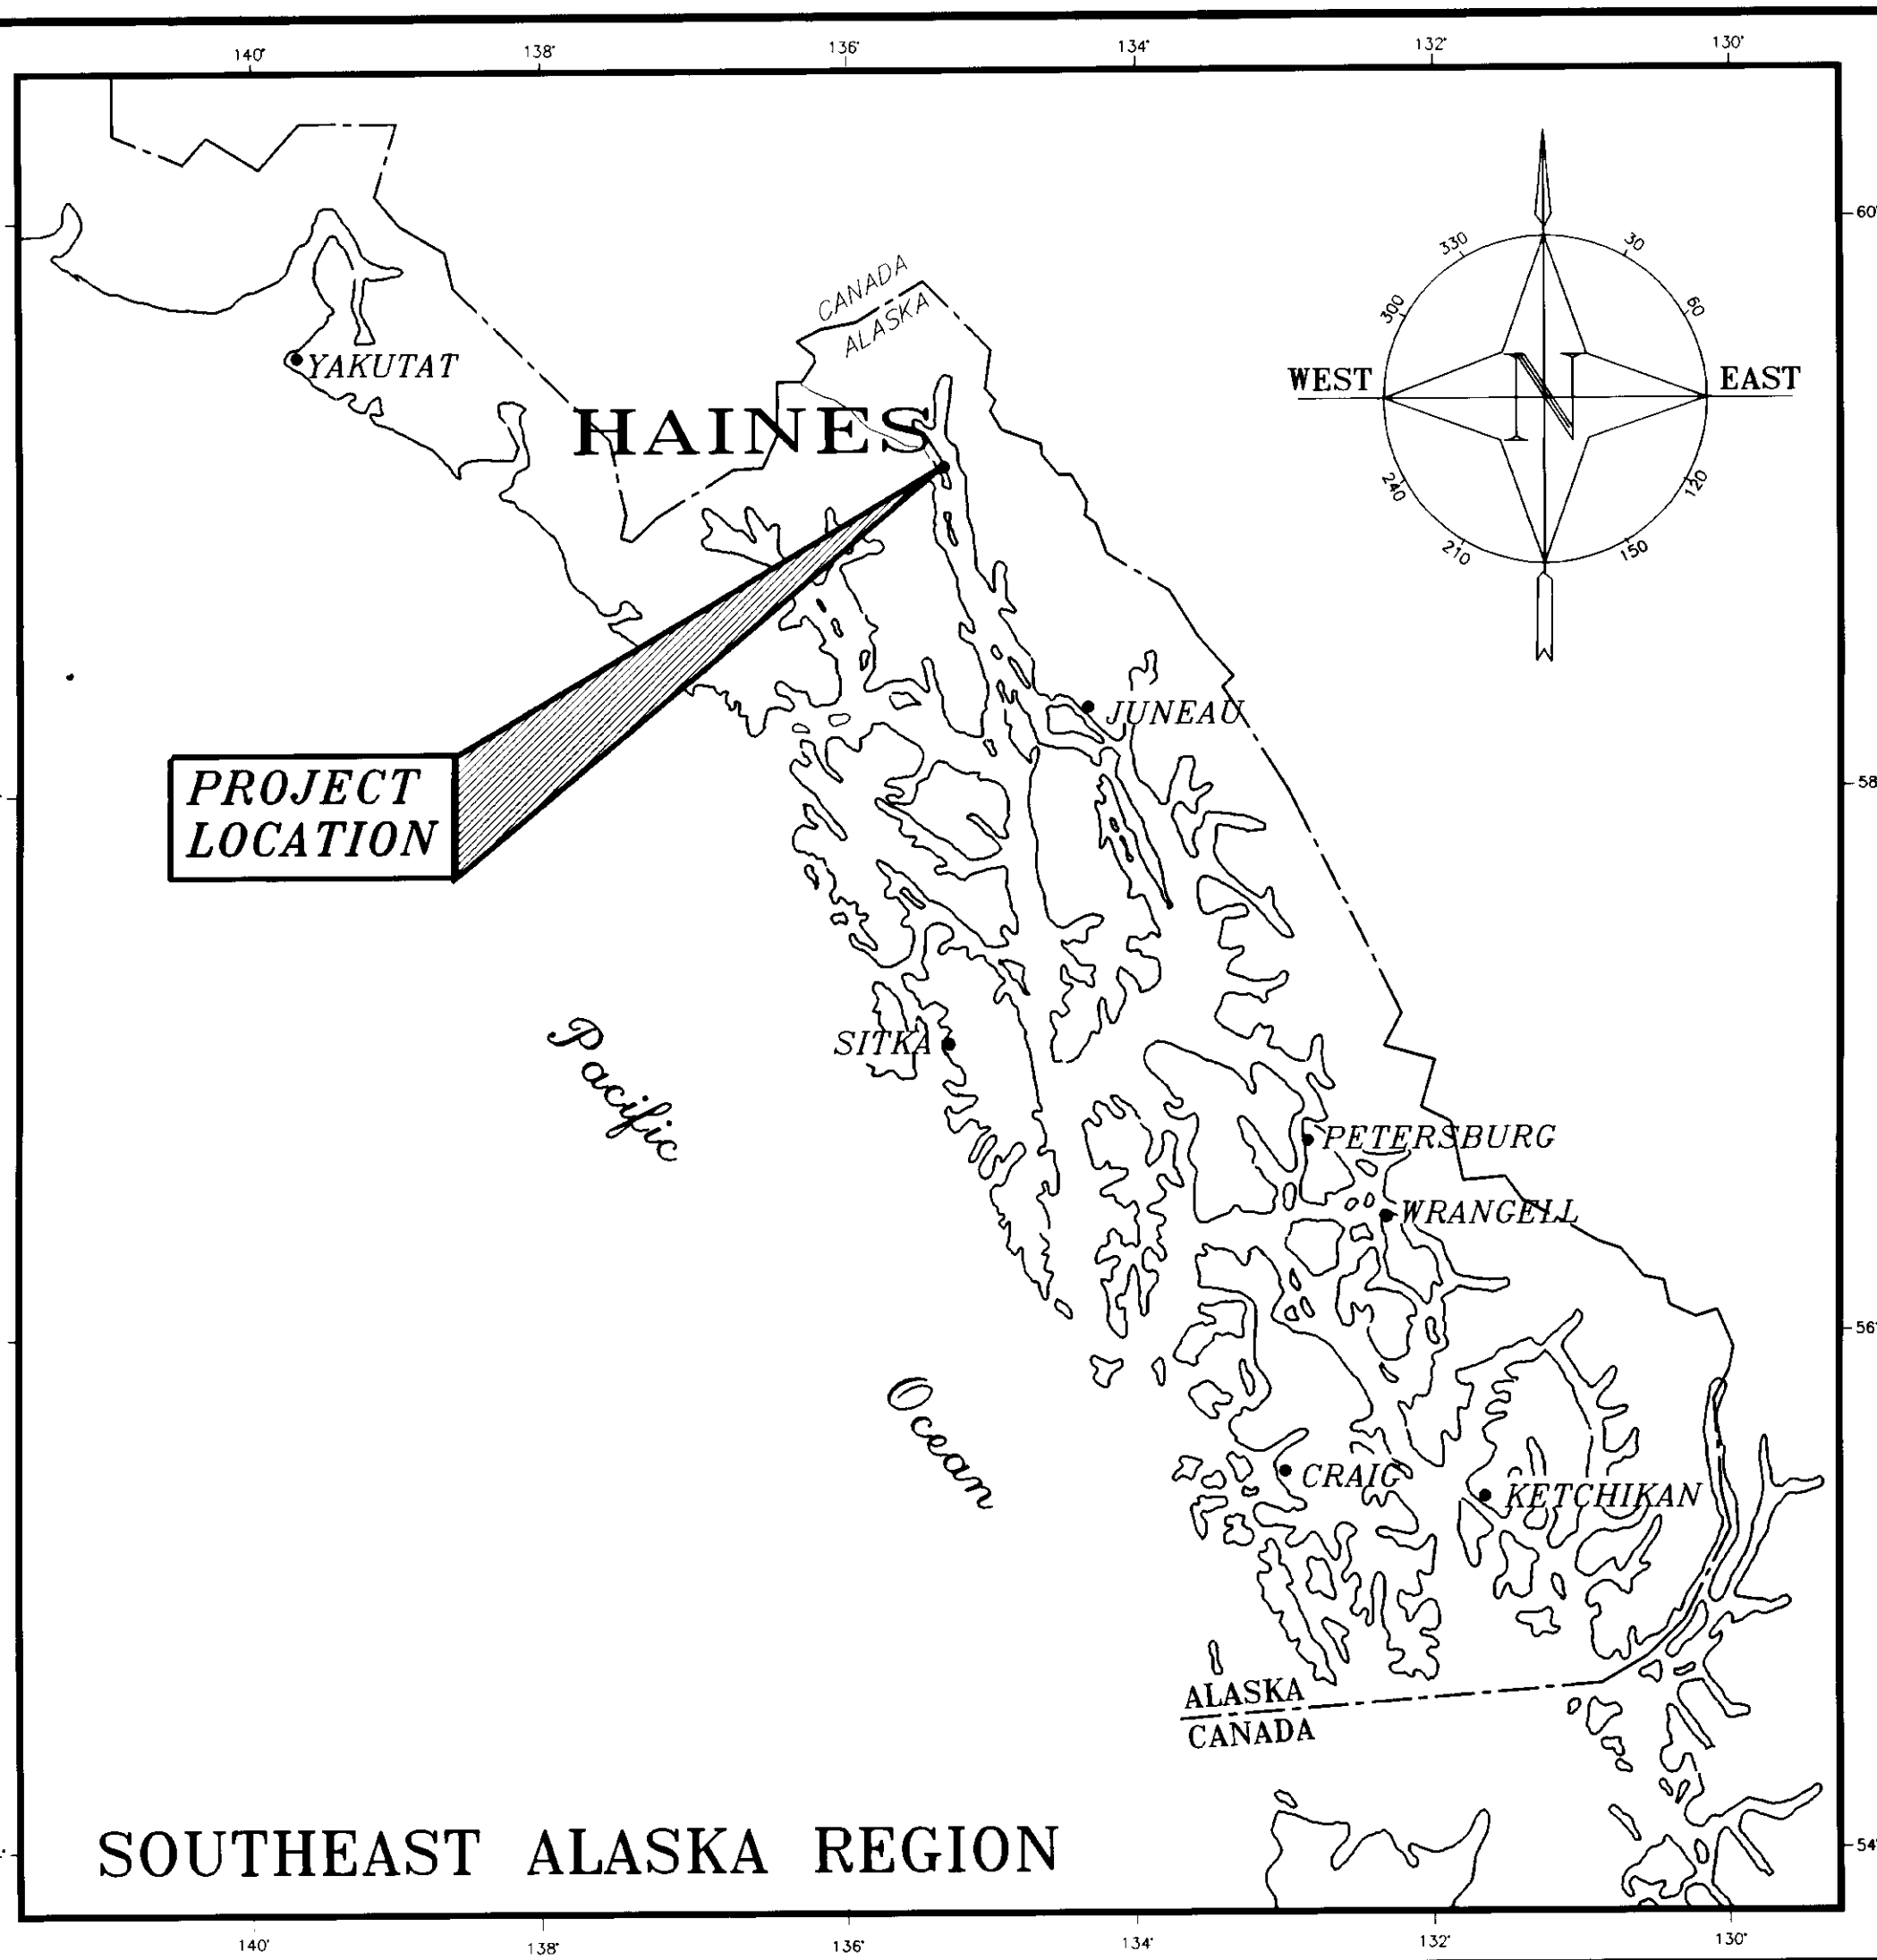 140° 138° 136° 134° 132° 130°
60°
CANADA
ALASKA
YAKUTAT
HAINES
330 30
300 60
WEST N EAST
240 120
210 150
JUNEAU
58°
PROJECT
LOCATION
SITKA
Pacific
PETERSBURG
WRANGELL
56°
Ocean
CRAIG
KETCHIKAN
ALASKA
CANADA
54°
SOUTHEAST ALASKA REGION
140° 138° 136° 134° 132° 130°